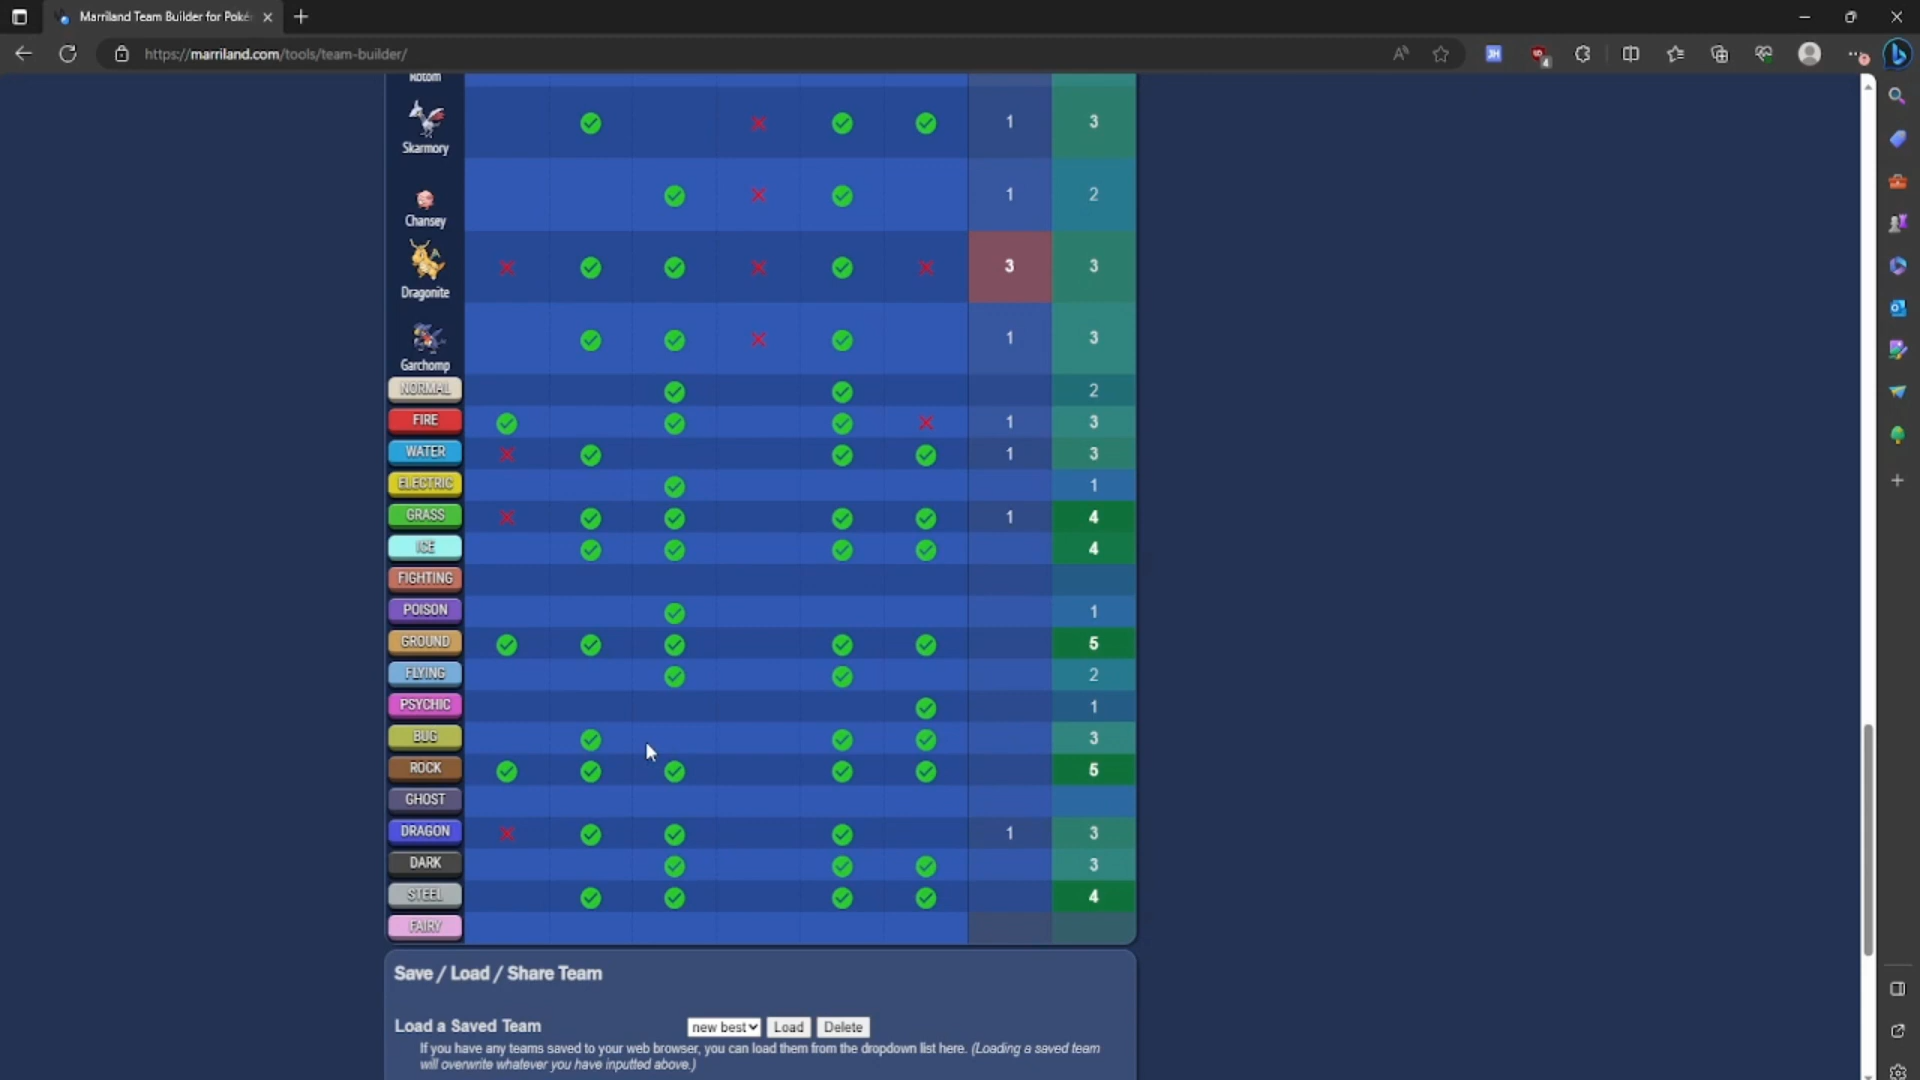 Marriland Team Builder for Poké
https://marriland.com/tools/team-builder/
4
Rotom
Skarmory 1 3
Chansey 1 2
Dragonite 3 3
Garchomp 1 3
NORMAL 2
FIRE 1 3
WATER 1 3
ELECTRIC 1
GRASS 1 4
ICE 4
FIGHTING
POISON 1
GROUND 5
FLYING 2
PSYCHIC 1
BUG 3
ROCK 5
GHOST
DRAGON 1 3
DARK 3
STEEL 4
FAIRY
Save / Load / Share Team
Load a Saved Team new best Load Delete
If you have any teams saved to your web browser, you can load them from the dropdown list here. (Loading a saved team
will overwrite whatever you have inputted above.)